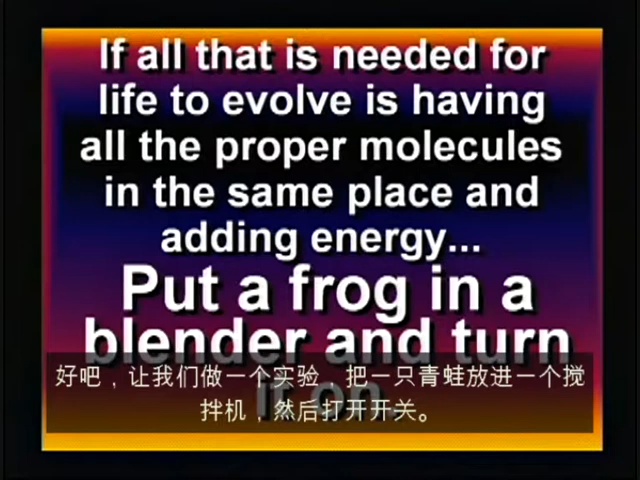 If all that is needed for
life to evolve is having
all the proper molecules
in the same place and
adding energy...
Put a frog in a
blender and turn
it on.
好吧，让我们做一个实验，把一只青蛙放进一个搅
拌机，然后打开开关。